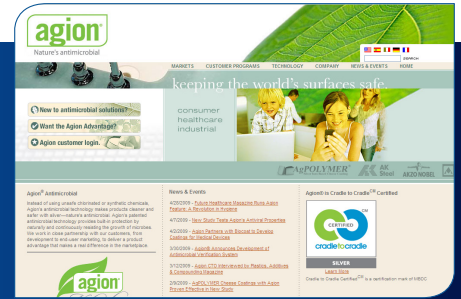 agion®
Nature's antimicrobial
SEARCH
MARKETS CUSTOMER PROGRAMS TECHNOLOGY COMPANY NEWS & EVENTS HOME
keeping the world's surfaces safe.
New to antimicrobial solutions?
Want the Agion Advantage?
Agion customer login.
consumer
healthcare
industrial
AgPOLYMER™ AK AK Steel AKZO NOBEL
Agion® Antimicrobial
Instead of using unsafe chlorinated or synthetic chemicals,
Agion's antimicrobial technology makes products cleaner and
safer with silver—nature's antimicrobial. Agion's patented
antimicrobial technology provides built-in protection by
naturally and continuously resisting the growth of microbes.
We work in close partnership with our customers, from
development to end user marketing, to deliver a product
advantage that makes a real difference in the marketplace.
agion
News & Events
4/28/2009 - Future Healthcare Magazine Runs Agion
Feature: A Revolution in Hygiene
4/7/2009 - New Study Tests Agion's Antiviral Properties
4/2/2009 - Agion Partners with Biocoat to Develop
Coatings for Medical Devices
3/30/2009 - Agion® Announces Development of
Antimicrobial Verification System
3/12/2009 - Agion CTO Interviewed by Plastics, Additives
& Compounding Magazine
2/9/2009 - AgPOLYMER Cheese Coatings with Agion
Proven Effective in New Study
Agion® is Cradle to Cradle℠ Certified
CM
CERTIFIED
cradletocradle
SILVER
Learn More
Cradle to Cradle Certified℠ is a certification mark of MBDC